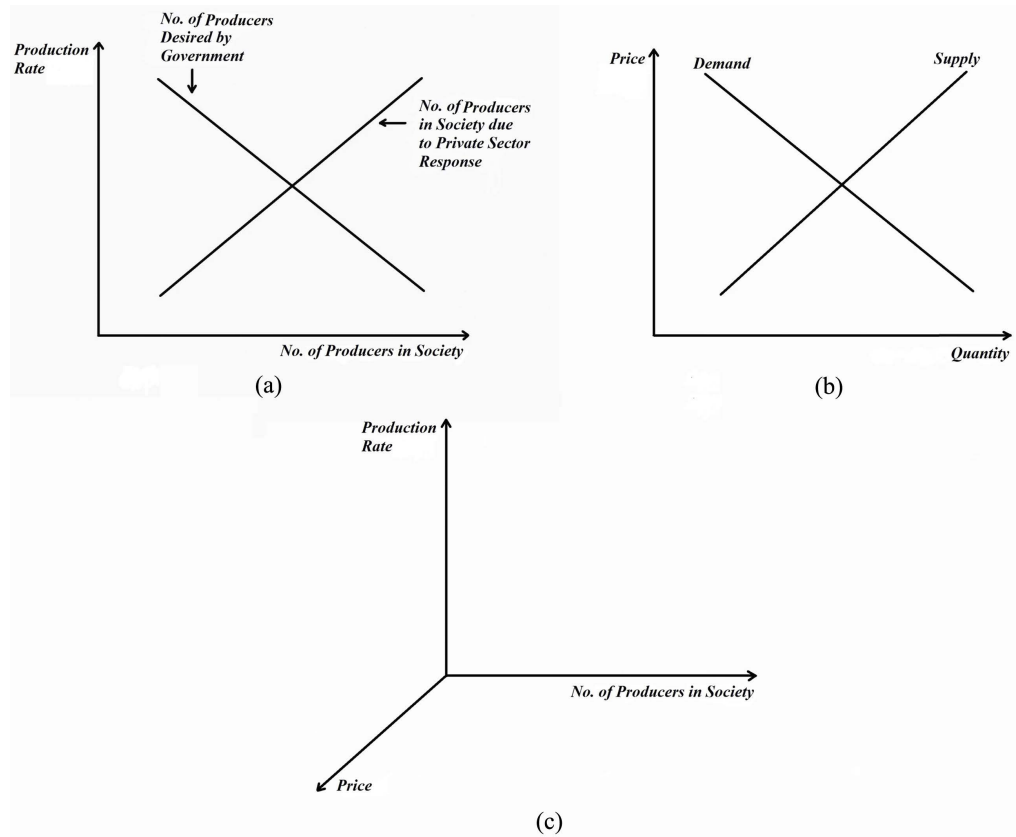 No. of Producers
Desired by
Government
Production
Rate
No. of Producers
in Society due
to Private Sector
Response
No. of Producers in Society
(a)
Price
Demand
Supply
Quantity
(b)
Production
Rate
No. of Producers in Society
Price
(c)